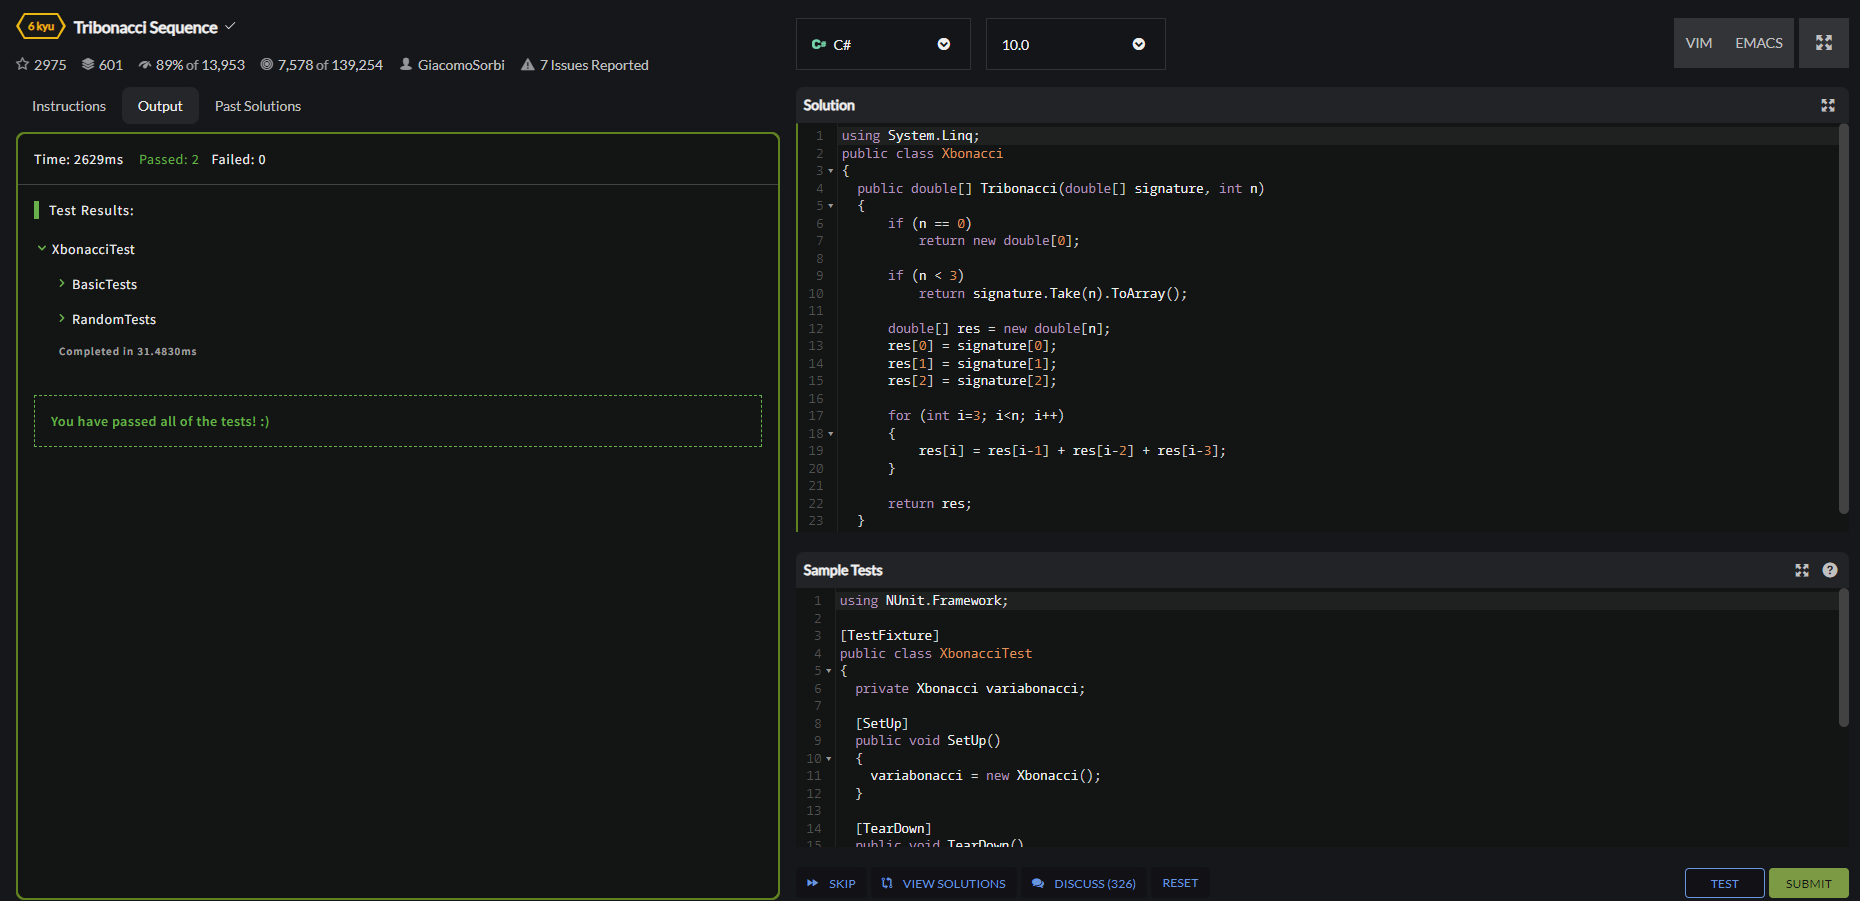 6 kyu Tribonacci Sequence
2975 601 89% of 13,953 7,578 of 139,254 GiacomoSorbi 7 Issues Reported
Instructions Output Past Solutions
Time: 2629ms Passed: 2 Failed: 0
Test Results:
XbonacciTest
BasicTests
RandomTests
Completed in 31.4830ms
You have passed all of the tests! :)
C# C# 10.0 VIM EMACS
Solution
1 using System.Linq;
2 public class Xbonacci
3 {
4 public double[] Tribonacci(double[] signature, int n)
5 {
6 if (n == 0)
7 return new double[0];
8
9 if (n < 3)
10 return signature.Take(n).ToArray();
11
12 double[] res = new double[n];
13 res[0] = signature[0];
14 res[1] = signature[1];
15 res[2] = signature[2];
16
17 for (int i=3; i<n; i++)
18 {
19 res[i] = res[i-1] + res[i-2] + res[i-3];
20 }
21
22 return res;
23 }
Sample Tests
1 using NUnit.Framework;
2
3 [TestFixture]
4 public class XbonacciTest
5 {
6 private Xbonacci variabonacci;
7
8 [SetUp]
9 public void SetUp()
10 {
11 variabonacci = new Xbonacci();
12 }
13
14 [TearDown]
15 public void TearDown()
SKIP VIEW SOLUTIONS DISCUSS (326) RESET TEST SUBMIT